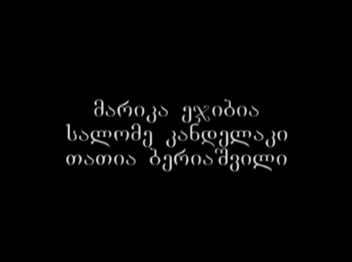 მარიკა ეჯიბია
სალომე კანდელაკი
თათია ბერიაშვილი